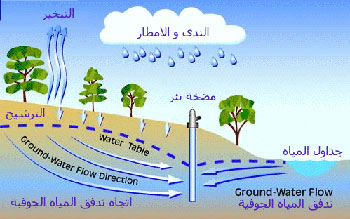 التبخير
الندى و الامطار
مضخة بئر
الترشيح
Water Table
جداول المياه
Ground-Water Flow Direction
Ground-Water Flow
اتجاه تدفق المياه الجوفية
تدفق المياه الجوفية